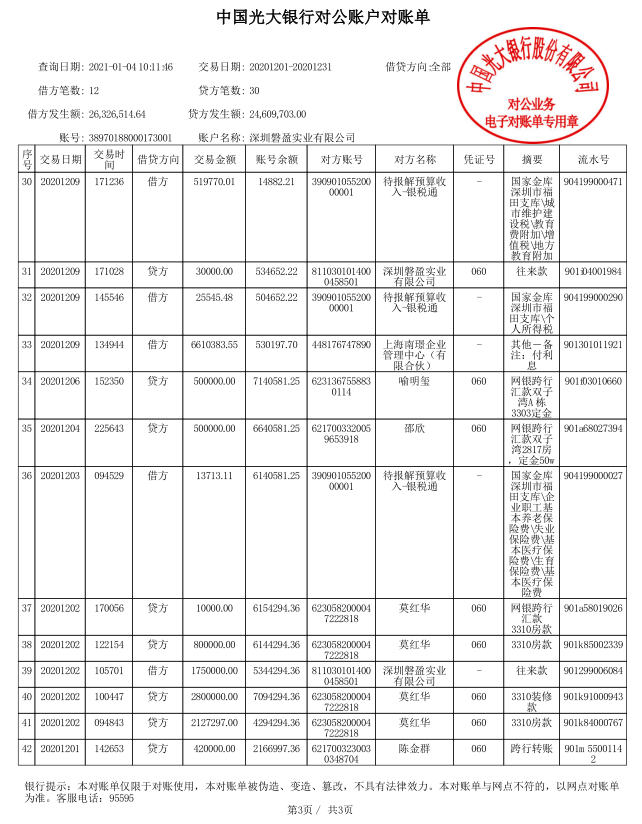 中国光大银行对公账户对账单
查询日期: 2021-01-04 10:11:46 交易日期: 20201201-20201231 借贷方向:全部
借方笔数: 12 贷方笔数: 30
借方发生额: 26,326,514.64 贷方发生额: 24,609,703.00
账号: 38970188000173001 账户名称: 深圳磐盈实业有限公司
中国光大银行股份有限公司
对公业务
电子对账单专用章
序号 交易日期 交易时间 借贷方向 交易金额 账号余额 对方账号 对方名称 凭证号 摘要 流水号
30 20201209 171236 借方 519770.01 14882.21 39090105520000001 待报解预算收入-银税通 - 国家金库深圳市福田支库\城市维护建设税\教育费附加\增值税\地方教育附加 904199000471
31 20201209 171028 贷方 30000.00 534652.22 8110301014000458501 深圳磐盈实业有限公司 060 往来款 901i04001984
32 20201209 145546 借方 25545.48 504652.22 39090105520000001 待报解预算收入-银税通 - 国家金库深圳市福田支库\个人所得税 904199000290
33 20201209 134944 借方 6610383.55 530197.70 448176747890 上海南璟企业管理中心（有限合伙） - 其他－备注：付利息 901301011921
34 20201206 152350 贷方 500000.00 7140581.25 6231367558830114 喻明玺 060 网银跨行汇款双子湾A栋3303定金 901f03010660
35 20201204 225643 贷方 500000.00 6640581.25 6217003320059653918 邵欣 060 网银跨行汇款双子湾2817房，定金50w 901a68027394
36 20201203 094529 借方 13713.11 6140581.25 39090105520000001 待报解预算收入-银税通 - 国家金库深圳市福田支库\企业职工基本养老保险费\失业保险费\基本医疗保险费\生育保险费\基本医疗保险费 904199000027
37 20201202 170056 贷方 10000.00 6154294.36 6230582000047222818 莫红华 060 网银跨行汇款3310房款 901a58019026
38 20201202 122154 贷方 800000.00 6144294.36 6230582000047222818 莫红华 060 3310房款 901k85002339
39 20201202 105701 借方 1750000.00 5344294.36 8110301014000458501 深圳磐盈实业有限公司 - 往来款 901299006084
40 20201202 100447 贷方 2800000.00 7094294.36 6230582000047222818 莫红华 060 3310装修款 901k91000943
41 20201202 094843 贷方 2127297.00 4294294.36 6230582000047222818 莫红华 060 3310房款 901k84000767
42 20201201 142653 贷方 420000.00 2166997.36 6217003230030348704 陈金群 060 跨行转账 901m55001142
银行提示：本对账单仅限于对账使用，本对账单被伪造、变造、篡改，不具有法律效力。本对账单与网点不符的，以网点对账单
为准。客服电话：95595
第3页 / 共3页